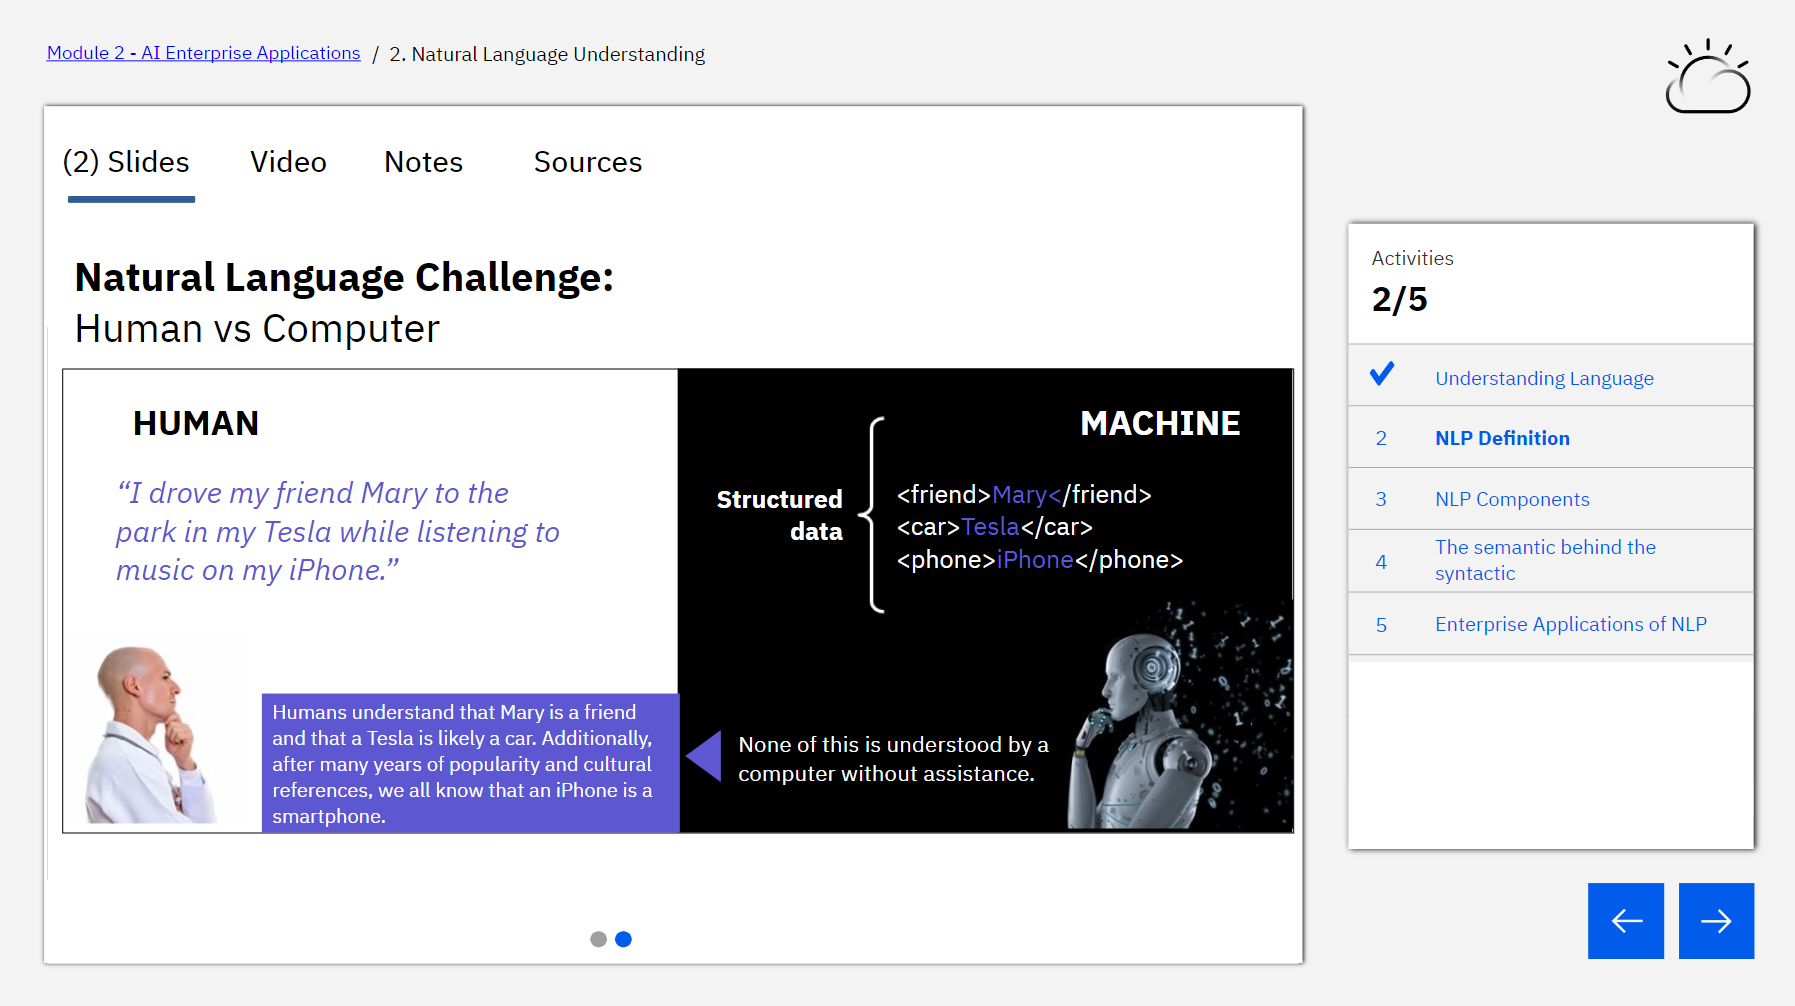 Module 2 - AI Enterprise Applications / 2. Natural Language Understanding
(2) Slides Video Notes Sources
Natural Language Challenge:
Human vs Computer
HUMAN
“I drove my friend Mary to the
park in my Tesla while listening to
music on my iPhone.”
Humans understand that Mary is a friend
and that a Tesla is likely a car. Additionally,
after many years of popularity and cultural
references, we all know that an iPhone is a
smartphone.
MACHINE
Structured
data
<friend>Mary</friend>
<car>Tesla</car>
<phone>iPhone</phone>
None of this is understood by a
computer without assistance.
Activities
2/5
Understanding Language
2 NLP Definition
3 NLP Components
4 The semantic behind the
syntactic
5 Enterprise Applications of NLP